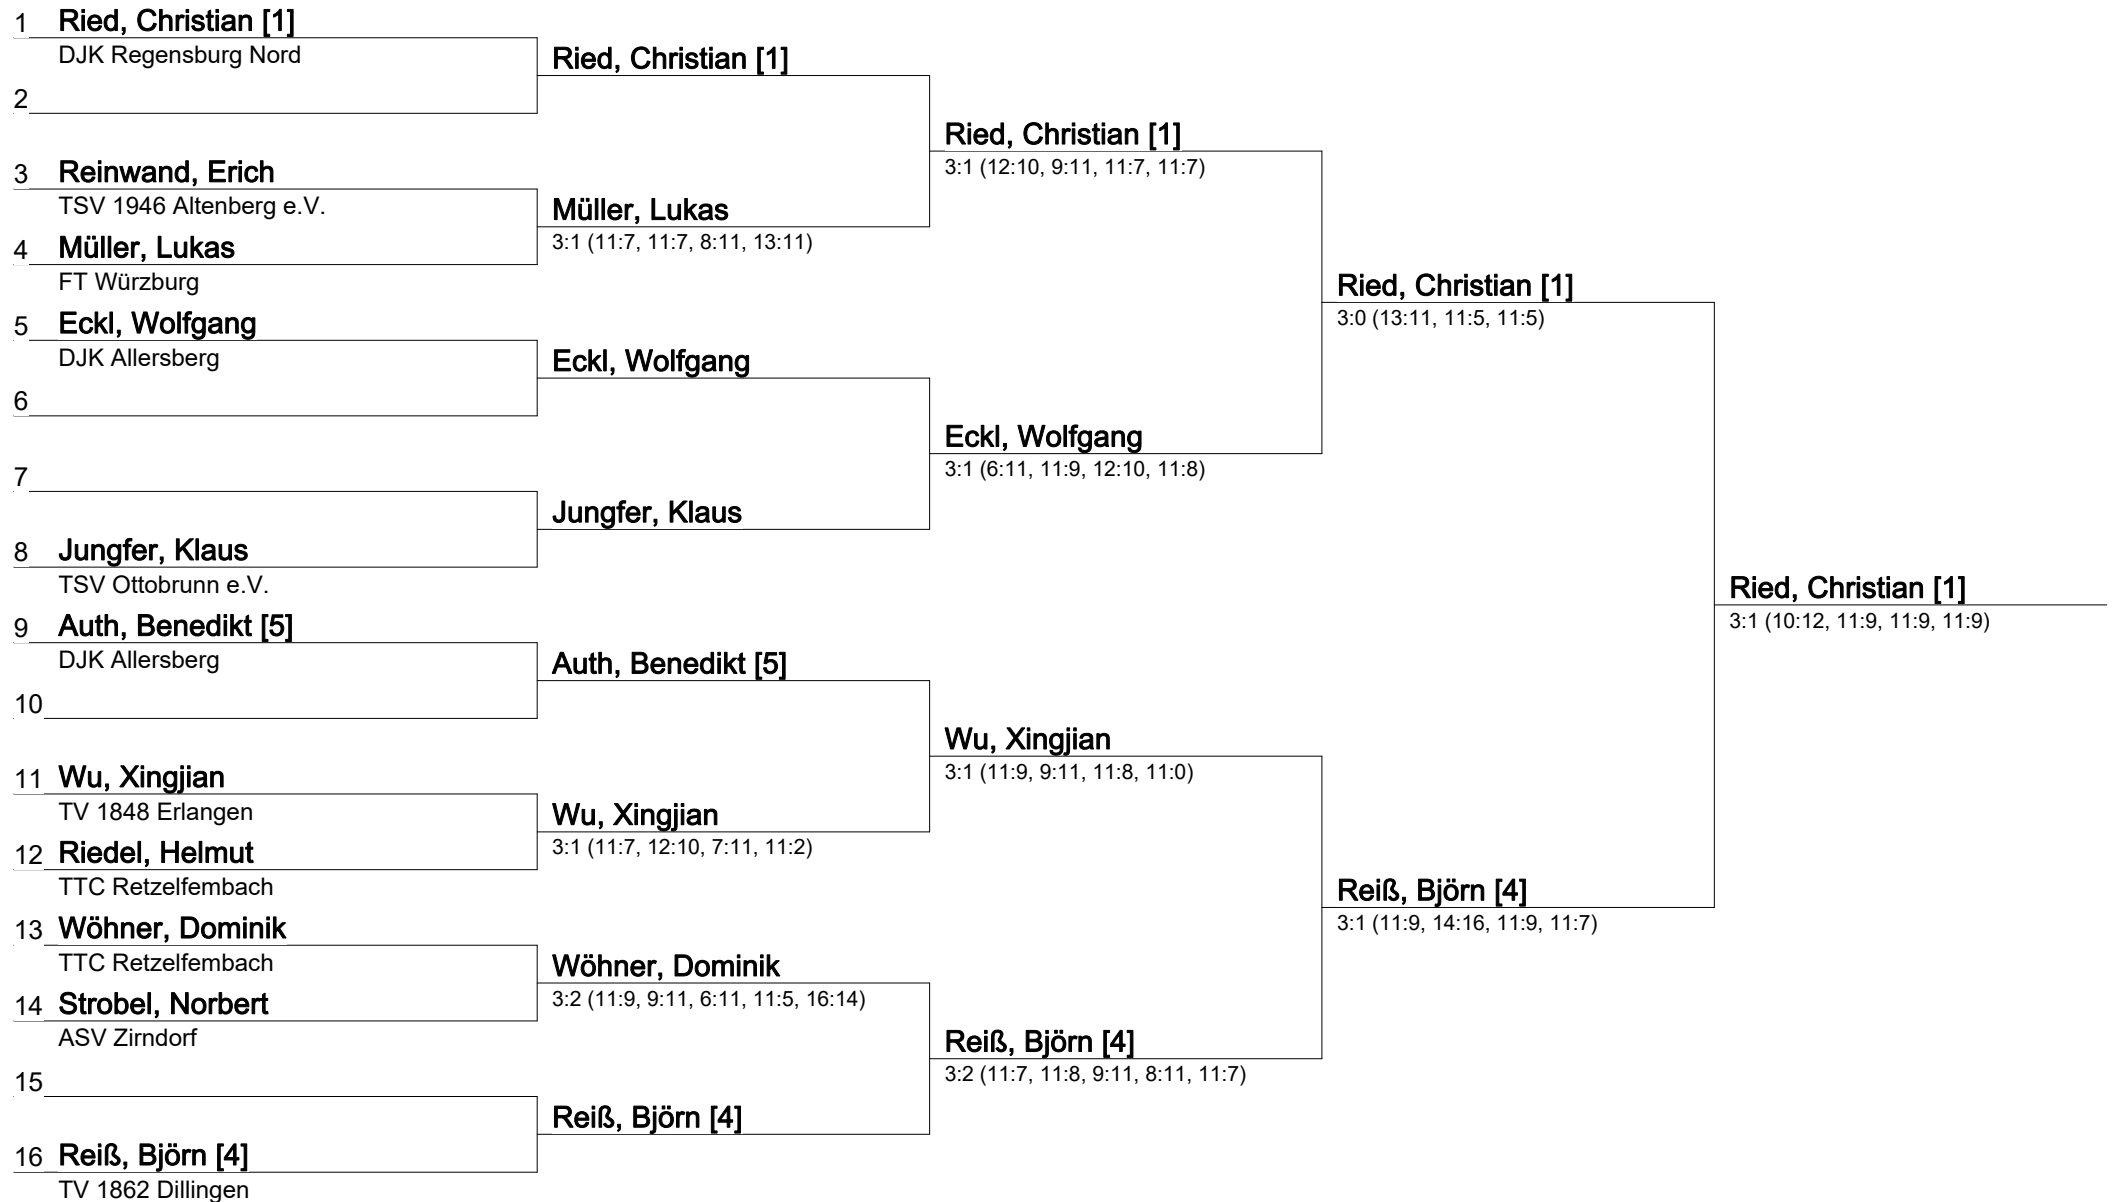 1 Ried, Christian [1]
DJK Regensburg Nord
2
3 Reinwand, Erich
TSV 1946 Altenberg e.V.
4 Müller, Lukas
FT Würzburg
5 Eckl, Wolfgang
DJK Allersberg
6
7
8 Jungfer, Klaus
TSV Ottobrunn e.V.
9 Auth, Benedikt [5]
DJK Allersberg
10
11 Wu, Xingjian
TV 1848 Erlangen
12 Riedel, Helmut
TTC Retzelfembach
13 Wöhner, Dominik
TTC Retzelfembach
14 Strobel, Norbert
ASV Zirndorf
15
16 Reiß, Björn [4]
TV 1862 Dillingen
Ried, Christian [1]
Müller, Lukas
3:1 (11:7, 11:7, 8:11, 13:11)
Eckl, Wolfgang
Jungfer, Klaus
Auth, Benedikt [5]
Wu, Xingjian
3:1 (11:7, 12:10, 7:11, 11:2)
Wöhner, Dominik
3:2 (11:9, 9:11, 6:11, 11:5, 16:14)
Reiß, Björn [4]
Ried, Christian [1]
3:1 (12:10, 9:11, 11:7, 11:7)
Eckl, Wolfgang
3:1 (6:11, 11:9, 12:10, 11:8)
Wu, Xingjian
3:1 (11:9, 9:11, 11:8, 11:0)
Reiß, Björn [4]
3:2 (11:7, 11:8, 9:11, 8:11, 11:7)
Ried, Christian [1]
3:0 (13:11, 11:5, 11:5)
Reiß, Björn [4]
3:1 (11:9, 14:16, 11:9, 11:7)
Ried, Christian [1]
3:1 (10:12, 11:9, 11:9, 11:9)